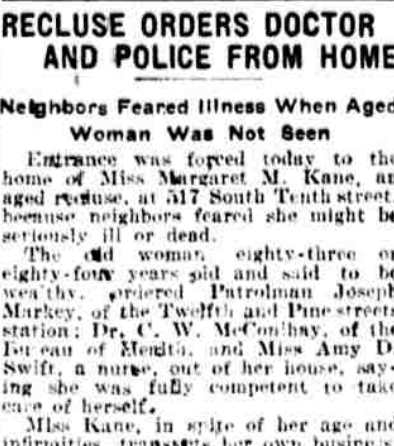 RECLUSE ORDERS DOCTOR
AND POLICE FROM HOME
Neighbors Feared Illness When Aged
Woman Was Not Seen
Entrance was forced today to the
home of Miss Margaret M. Kane, an
aged recluse, at 517 South Tenth street,
because neighbors feared she might be
seriously ill or dead.
The old woman, eighty-three or
eighty-four years old and said to be
wealthy, ordered Patrolman Joseph
Markey, of the Twelfth and Pine streets
station; Dr. C. W. of the
Bureau of Health, and Miss Amy D.
Swift, a nurse, out of her house, say-
ing she was fully competent to take
care of herself.
Miss Kane, in spite of her age and
infirmities, transacts her own business